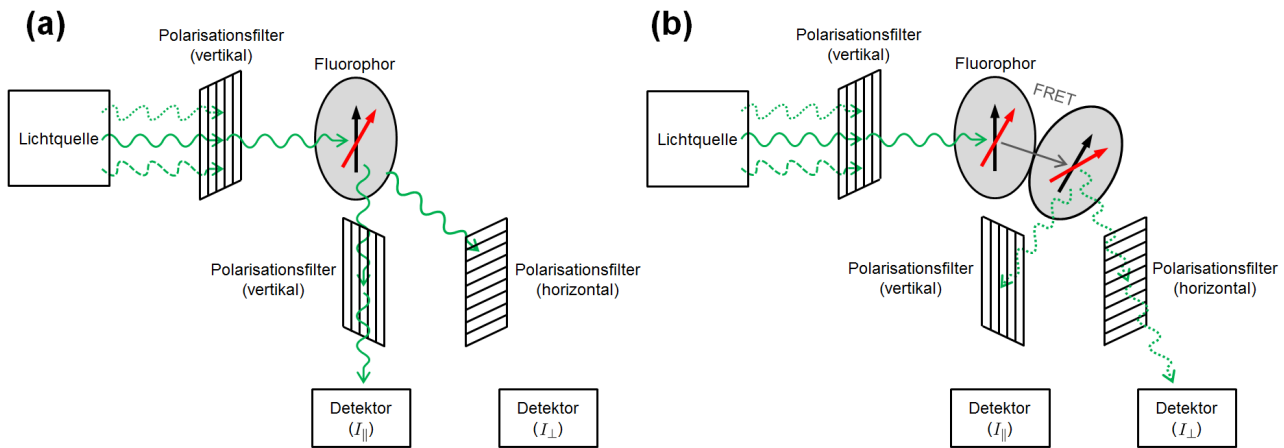 (a)
Polarisationsfilter
(vertikal)
Fluorophor
Lichtquelle
Polarisationsfilter
(vertikal)
Polarisationsfilter
(horizontal)
Detektor
(I∥)
Detektor
(I⊥)
(b)
Polarisationsfilter
(vertikal)
Fluorophor
FRET
Lichtquelle
Polarisationsfilter
(vertikal)
Polarisationsfilter
(horizontal)
Detektor
(I∥)
Detektor
(I⊥)